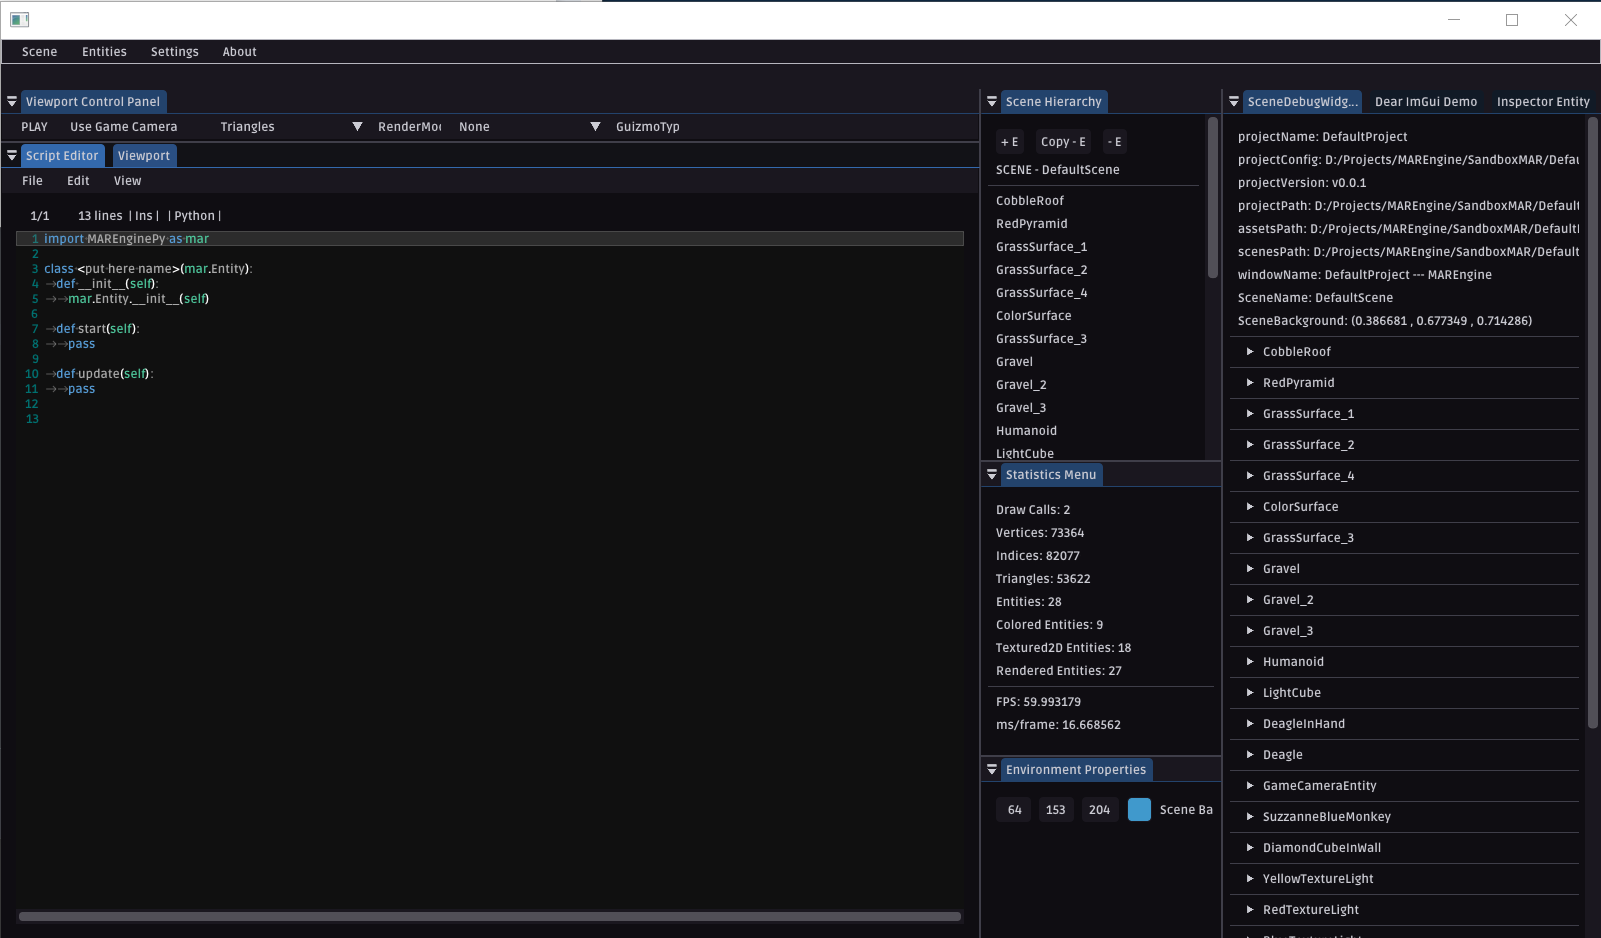 Scene Entities Settings About
Viewport Control Panel
PLAY Use Game Camera Triangles RenderMod None GuizmoTyp
Script Editor Viewport
File Edit View
1/1 13 lines | Ins | | Python |
1 import MAREnginePy as mar
2
3 class <put here name>(mar.Entity):
4 def __init__(self):
5 mar.Entity.__init__(self)
6
7 def start(self):
8 pass
9
10 def update(self):
11 pass
12
13
Scene Hierarchy
+ E Copy - E - E
SCENE - DefaultScene
CobbleRoof
RedPyramid
GrassSurface_1
GrassSurface_2
GrassSurface_4
ColorSurface
GrassSurface_3
Gravel
Gravel_2
Gravel_3
Humanoid
LightCube
Statistics Menu
Draw Calls: 2
Vertices: 73364
Indices: 82077
Triangles: 53622
Entities: 28
Colored Entities: 9
Textured2D Entities: 18
Rendered Entities: 27
FPS: 59.993179
ms/frame: 16.668562
Environment Properties
64 153 204 Scene Ba
SceneDebugWidg... Dear ImGui Demo Inspector Entity
projectName: DefaultProject
projectConfig: D:/Projects/MAREngine/SandboxMAR/Defau
projectVersion: v0.0.1
projectPath: D:/Projects/MAREngine/SandboxMAR/Default
assetsPath: D:/Projects/MAREngine/SandboxMAR/Default
scenesPath: D:/Projects/MAREngine/SandboxMAR/Default
windowName: DefaultProject --- MAREngine
SceneName: DefaultScene
SceneBackground: (0.386681 , 0.677349 , 0.714286)
CobbleRoof
RedPyramid
GrassSurface_1
GrassSurface_2
GrassSurface_4
ColorSurface
GrassSurface_3
Gravel
Gravel_2
Gravel_3
Humanoid
LightCube
DeagleInHand
Deagle
GameCameraEntity
SuzzanneBlueMonkey
DiamondCubeInWall
YellowTextureLight
RedTextureLight